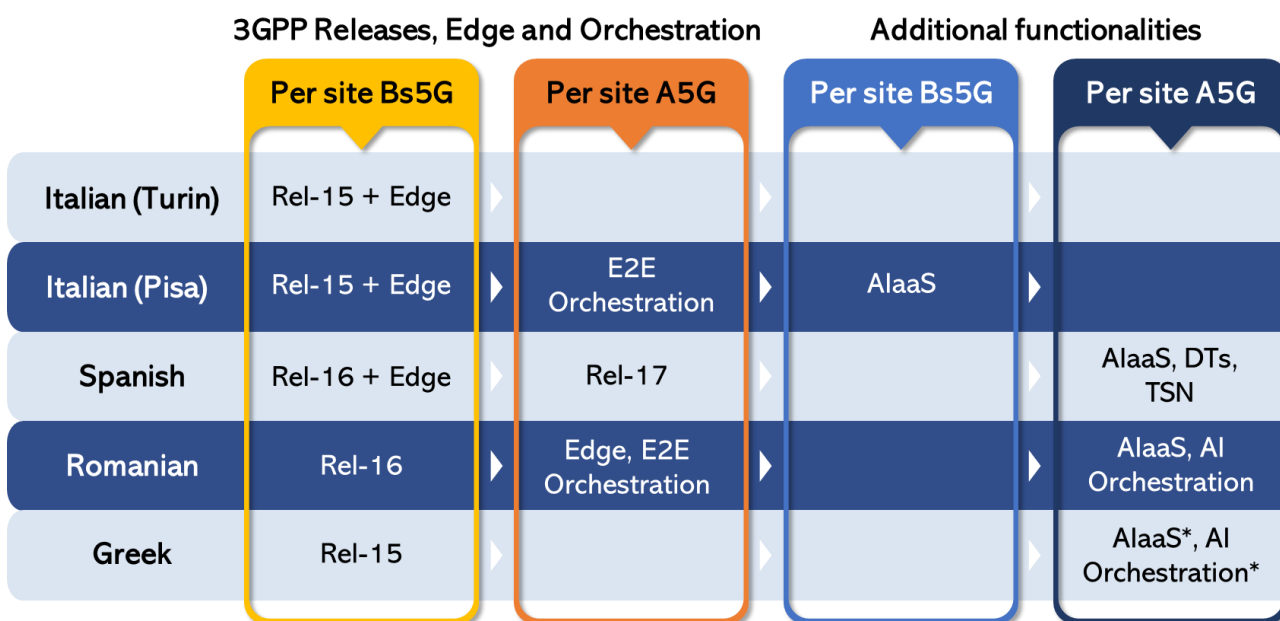 3GPP Releases, Edge and Orchestration
Additional functionalities
Per site Bs5G
Per site A5G
Per site Bs5G
Per site A5G
Italian (Turin)
Rel-15 + Edge
Italian (Pisa)
Rel-15 + Edge
E2E
Orchestration
AIaaS
Spanish
Rel-16 + Edge
Rel-17
AIaaS, DTs,
TSN
Romanian
Rel-16
Edge, E2E
Orchestration
AIaaS, AI
Orchestration
Greek
Rel-15
AIaaS*, AI
Orchestration*